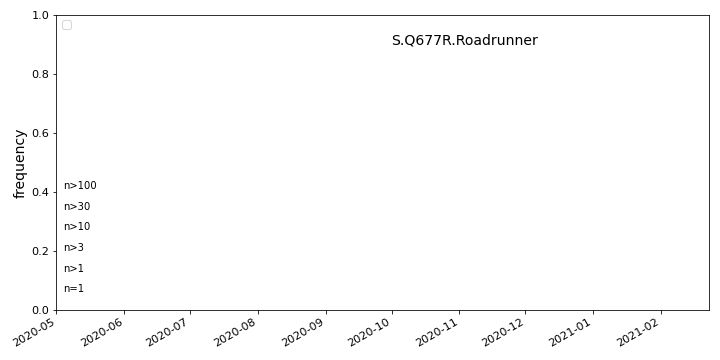 S.Q677R.Roadrunner
frequency
1.0
0.8
0.6
0.4
0.2
0.0
n>100
n>30
n>10
n>3
n>1
n=1
2020-05
2020-06
2020-07
2020-08
2020-09
2020-10
2020-11
2020-12
2021-01
2021-02